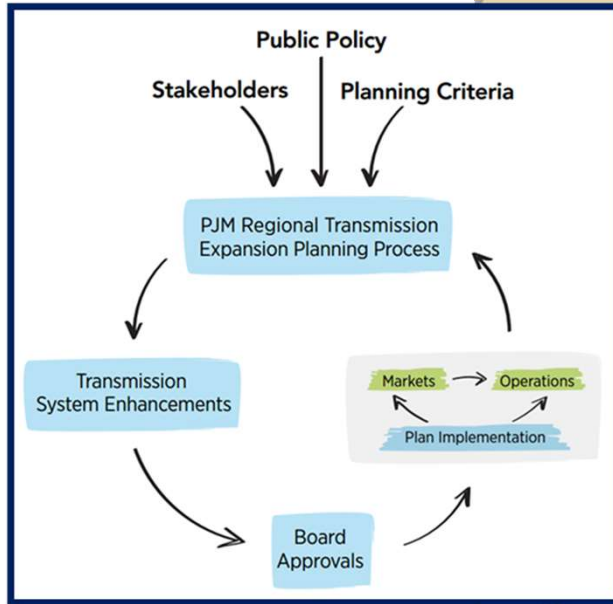 Public Policy
Stakeholders
Planning Criteria
PJM Regional Transmission
Expansion Planning Process
Transmission
System Enhancements
Markets
Operations
Plan Implementation
Board
Approvals